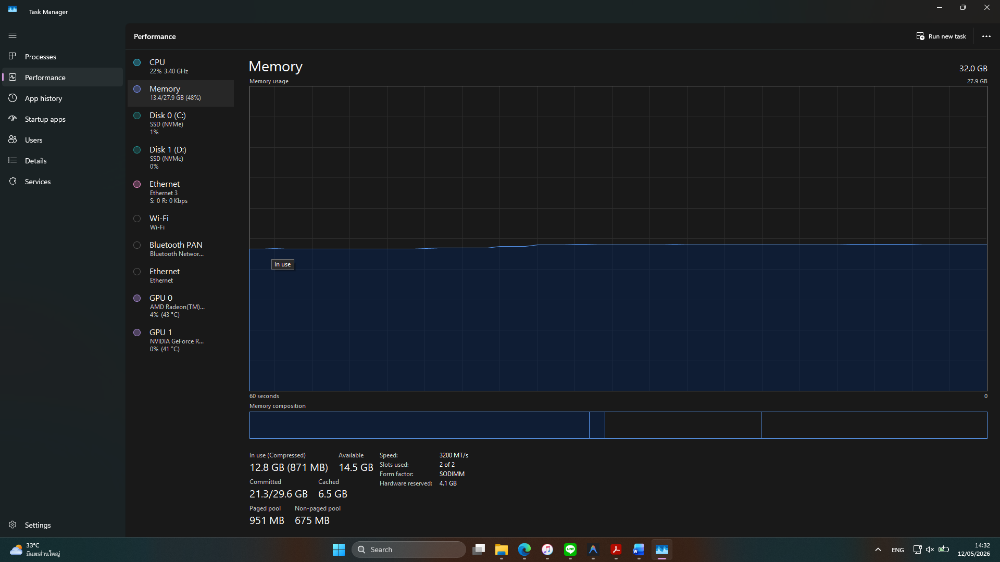 Task Manager
Processes
Performance
App history
Startup apps
Users
Details
Services
Settings
Performance
Run new task
CPU
22% 3.40 GHz
Memory
13.4/27.9 GB (48%)
Disk 0 (C:)
SSD (NVMe)
1%
Disk 1 (D:)
SSD (NVMe)
0%
Ethernet
Ethernet 3
S: 0 R: 0 Kbps
Wi-Fi
Wi-Fi
Bluetooth PAN
Bluetooth Networ...
Ethernet
Ethernet
GPU 0
AMD Radeon(TM)...
4% (43 °C)
GPU 1
NVIDIA GeForce R...
0% (41 °C)
Memory
32.0 GB
Memory usage
27.9 GB
In use
60 seconds
0
Memory composition
In use (Compressed)
12.8 GB (871 MB)
Available
14.5 GB
Committed
21.3/29.6 GB
Cached
6.5 GB
Paged pool
951 MB
Non-paged pool
675 MB
Speed: 3200 MT/s
Slots used: 2 of 2
Form factor: SODIMM
Hardware reserved: 4.1 GB
33°C
มีเมฆส่วนใหญ่
Search
LINE
ENG
14:32
12/05/2026